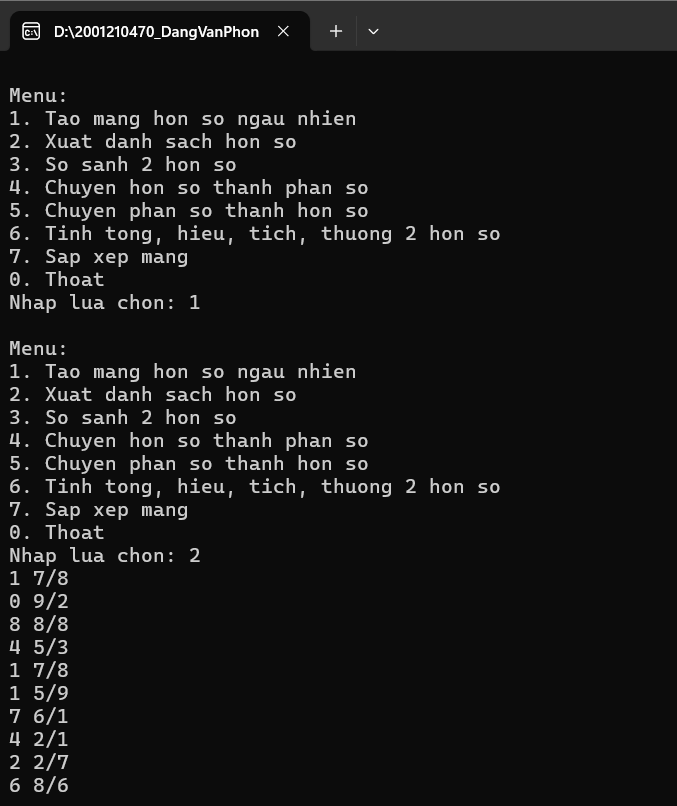 D:\2001210470_DangVanPhon
Menu:
1. Tao mang hon so ngau nhien
2. Xuat danh sach hon so
3. So sanh 2 hon so
4. Chuyen hon so thanh phan so
5. Chuyen phan so thanh hon so
6. Tinh tong, hieu, tich, thuong 2 hon so
7. Sap xep mang
0. Thoat
Nhap lua chon: 1
Menu:
1. Tao mang hon so ngau nhien
2. Xuat danh sach hon so
3. So sanh 2 hon so
4. Chuyen hon so thanh phan so
5. Chuyen phan so thanh hon so
6. Tinh tong, hieu, tich, thuong 2 hon so
7. Sap xep mang
0. Thoat
Nhap lua chon: 2
1 7/8
0 9/2
8 8/8
4 5/3
1 7/8
1 5/9
7 6/1
4 2/1
2 2/7
6 8/6